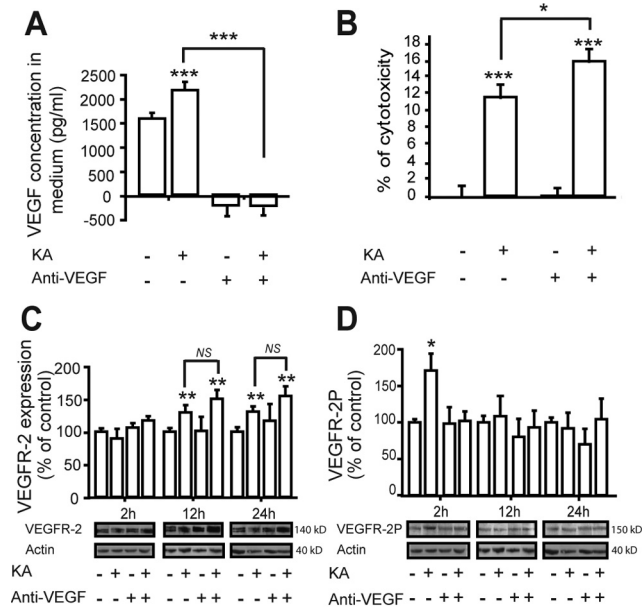 A
VEGF concentration in
medium (pg/ml)
2500
2000
1500
1000
500
0
-500
***
***
KA - + - +
Anti-VEGF - - + +
B
% of cytotoxicity
18
16
14
12
10
8
6
4
2
0
*
***
***
KA - + - +
Anti-VEGF - - + +
C
VEGFR-2 expression
(% of control)
200
150
100
50
0
NS
NS
** ** ** **
2h 12h 24h
VEGFR-2 140 kD
Actin 40 kD
KA - + - + - + - + - + - +
Anti-VEGF - - + + - - + + - - + +
D
VEGFR-2P
(% of control)
200
150
100
50
0
*
2h 12h 24h
VEGFR-2P 150 kD
Actin 40 kD
KA - + - + - + - + - + - +
Anti-VEGF - - + + - - + + - - + +